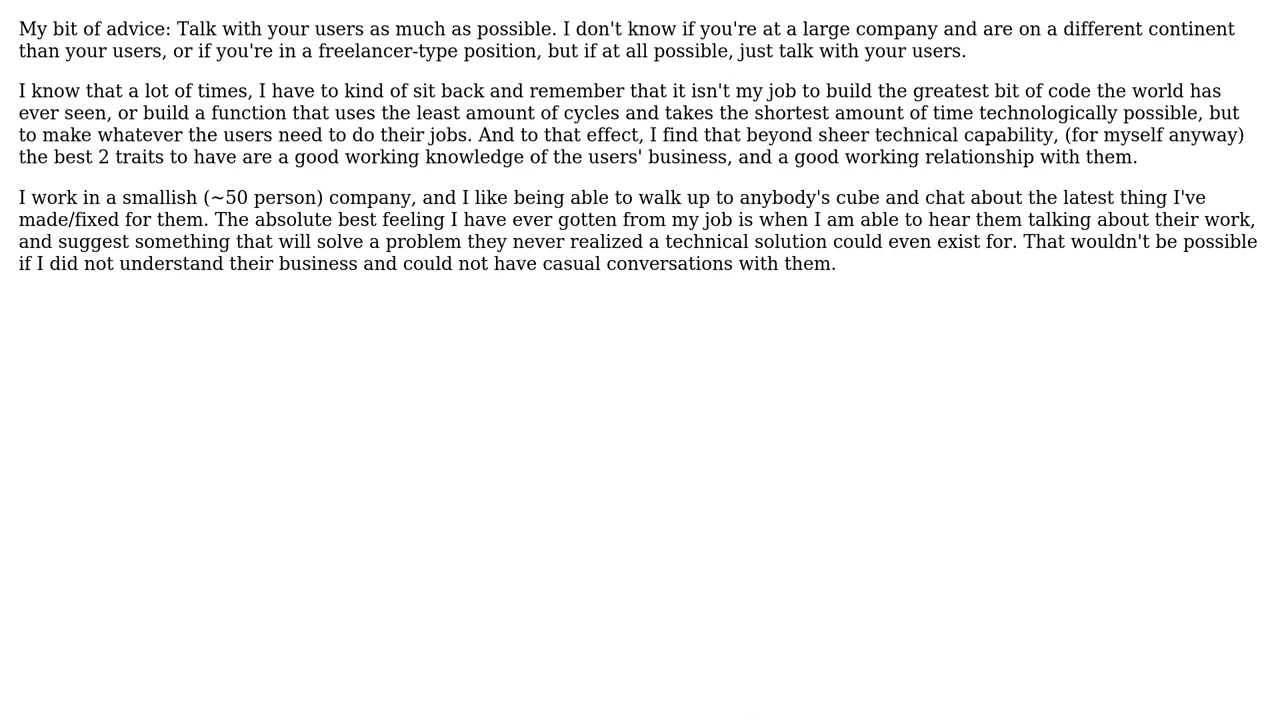 My bit of advice: Talk with your users as much as possible. I don't know if you're at a large company and are on a different continent
than your users, or if you're in a freelancer-type position, but if at all possible, just talk with your users.
I know that a lot of times, I have to kind of sit back and remember that it isn't my job to build the greatest bit of code the world has
ever seen, or build a function that uses the least amount of cycles and takes the shortest amount of time technologically possible, but
to make whatever the users need to do their jobs. And to that effect, I find that beyond sheer technical capability, (for myself anyway)
the best 2 traits to have are a good working knowledge of the users' business, and a good working relationship with them.
I work in a smallish (~50 person) company, and I like being able to walk up to anybody's cube and chat about the latest thing I've
made/fixed for them. The absolute best feeling I have ever gotten from my job is when I am able to hear them talking about their work,
and suggest something that will solve a problem they never realized a technical solution could even exist for. That wouldn't be possible
if I did not understand their business and could not have casual conversations with them.